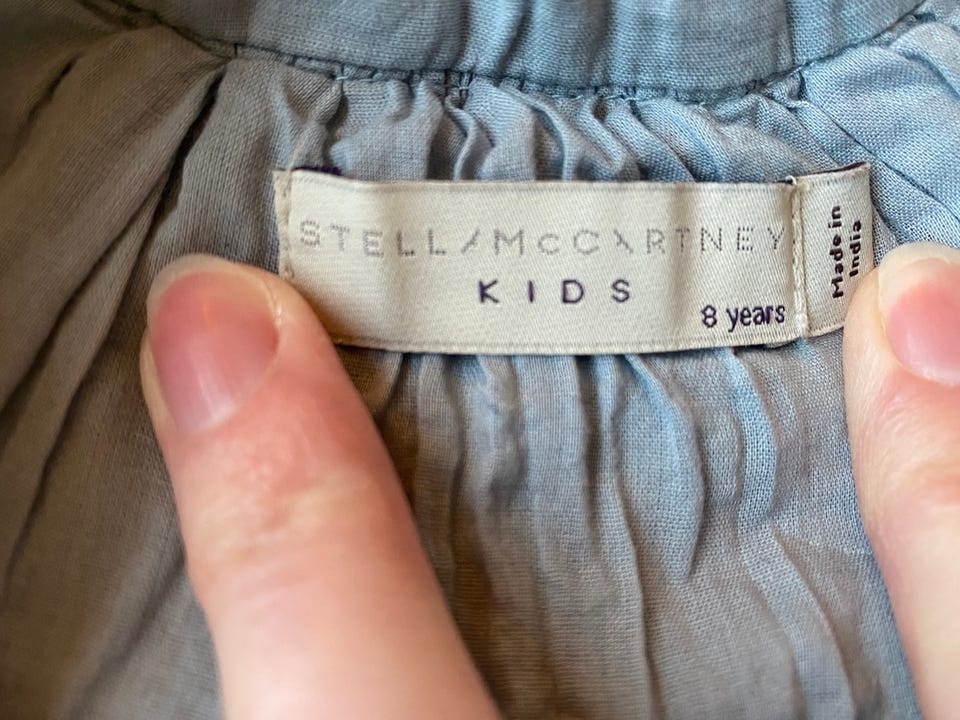 STELLA McCARTNEY
KIDS
8 years
Made in
India